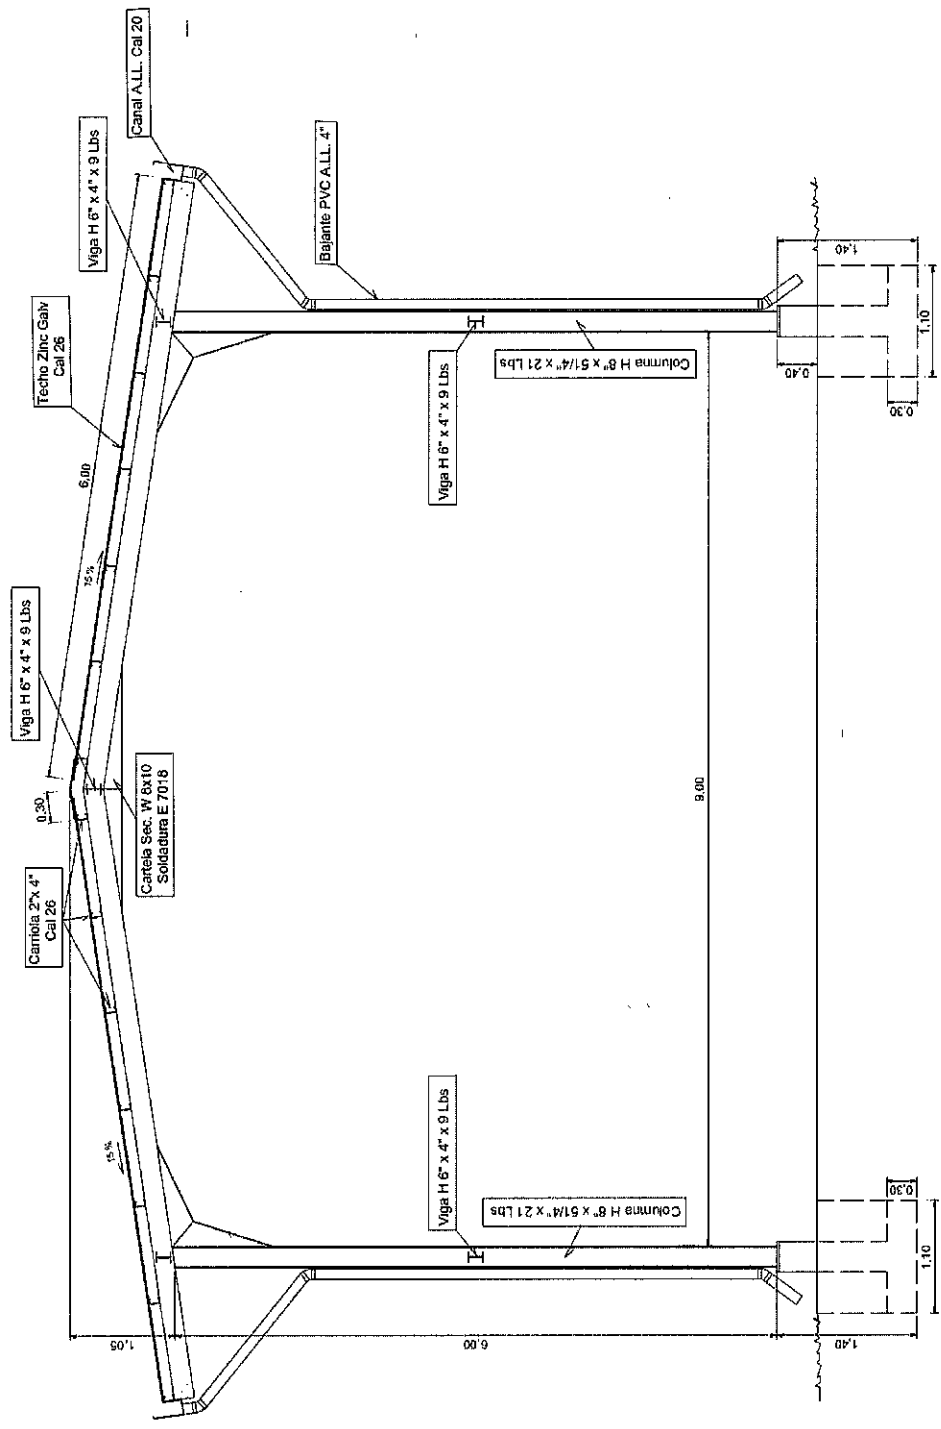 Carriola 2"x 4"
Cal 26
0,30
Viga H 6" x 4" x 9 Lbs
6,00
Techo Zinc Galv
Cal 26
Viga H 6" x 4" x 9 Lbs
Canal A.LL. Cal 20
15%
15%
1,05
Cartela Sec. W 6x10
Soldadura E 7018
Bajante PVC A.LL. 4"
Viga H 6" x 4" x 9 Lbs
Viga H 6" x 4" x 9 Lbs
6,00
Columna H 8" x 51/4" x 21 Lbs
Columna H 8" x 51/4" x 21 Lbs
9,00
1,40
0,30
1,10
0,40
0,30
1,40
1,10